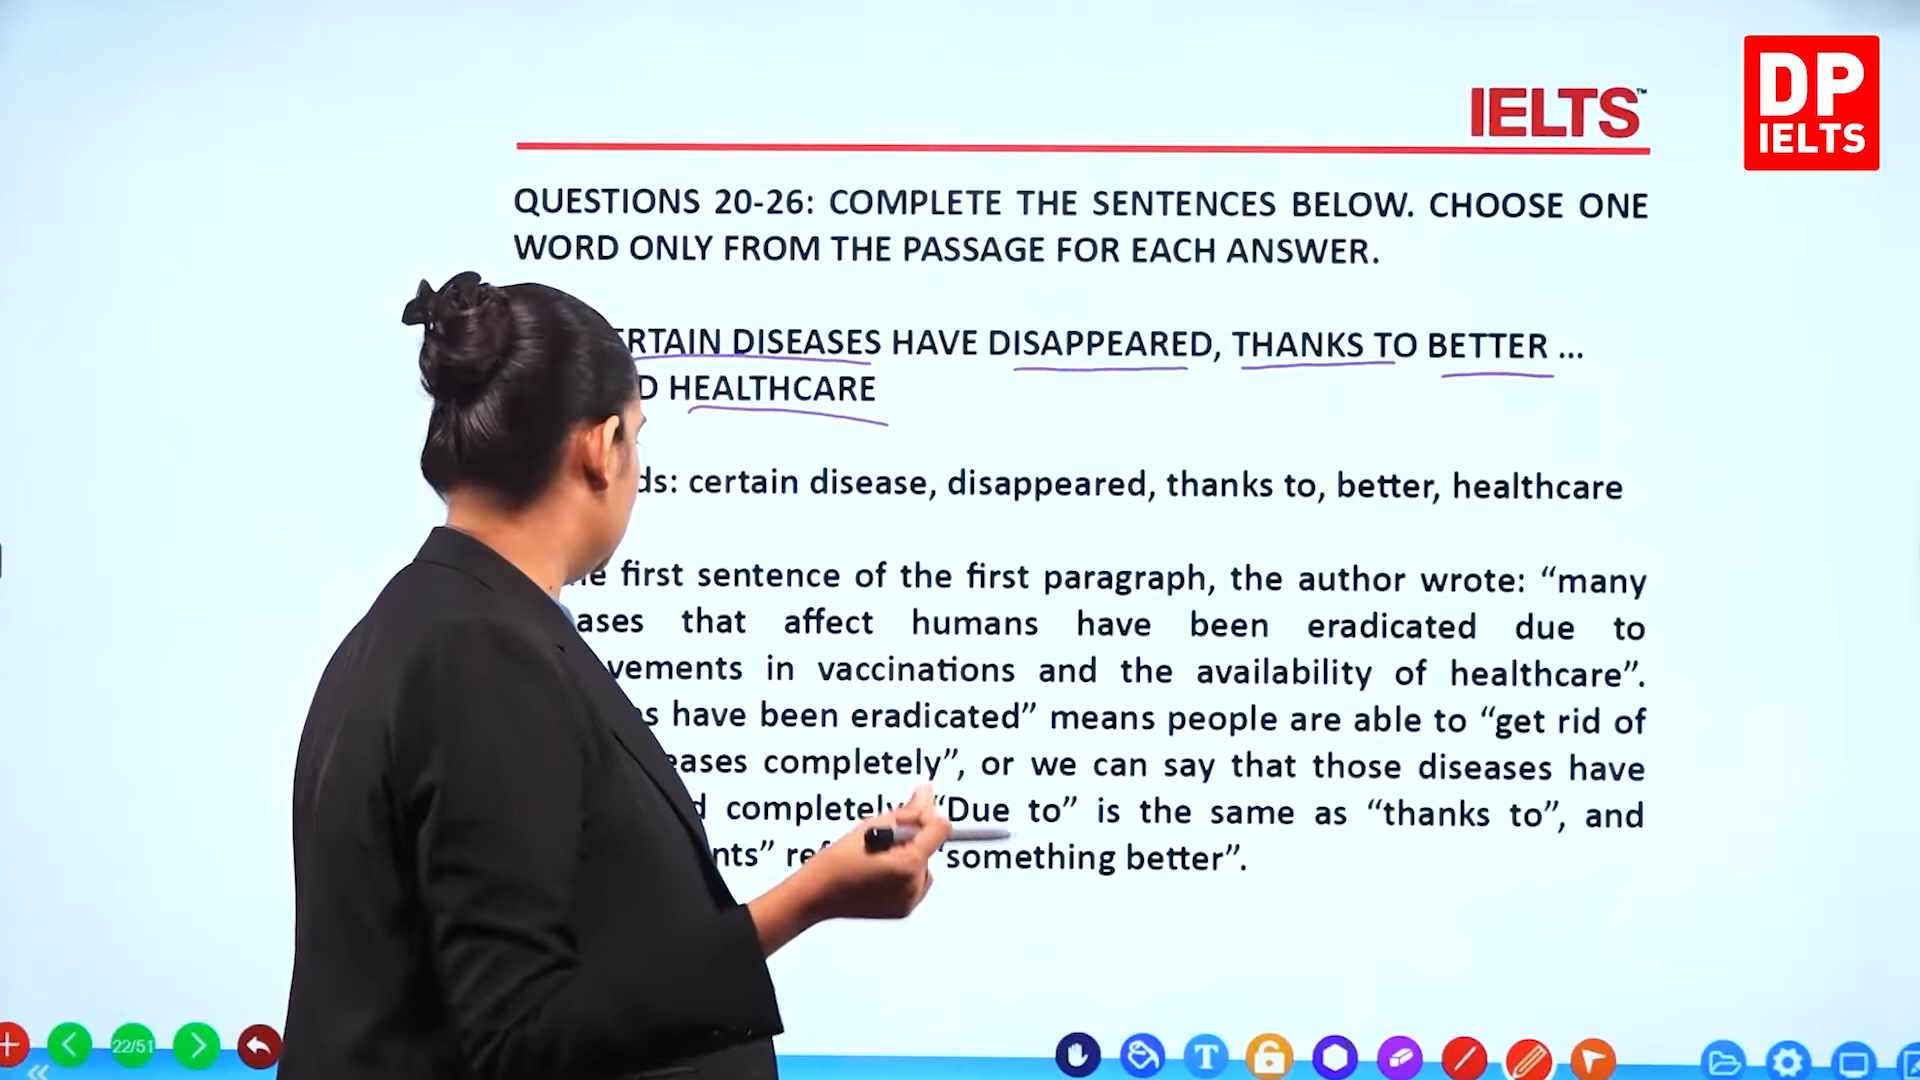 IELTS™
DP
IELTS
QUESTIONS 20-26: COMPLETE THE SENTENCES BELOW. CHOOSE ONE
WORD ONLY FROM THE PASSAGE FOR EACH ANSWER.
RTAIN DISEASES HAVE DISAPPEARED, THANKS TO BETTER ...
D HEALTHCARE
ds: certain disease, disappeared, thanks to, better, healthcare
e first sentence of the first paragraph, the author wrote: “many
ases that affect humans have been eradicated due to
vements in vaccinations and the availability of healthcare”.
s have been eradicated” means people are able to “get rid of
eases completely”, or we can say that those diseases have
d completely. “Due to” is the same as “thanks to”, and
nts” “something better”.
22/51
T